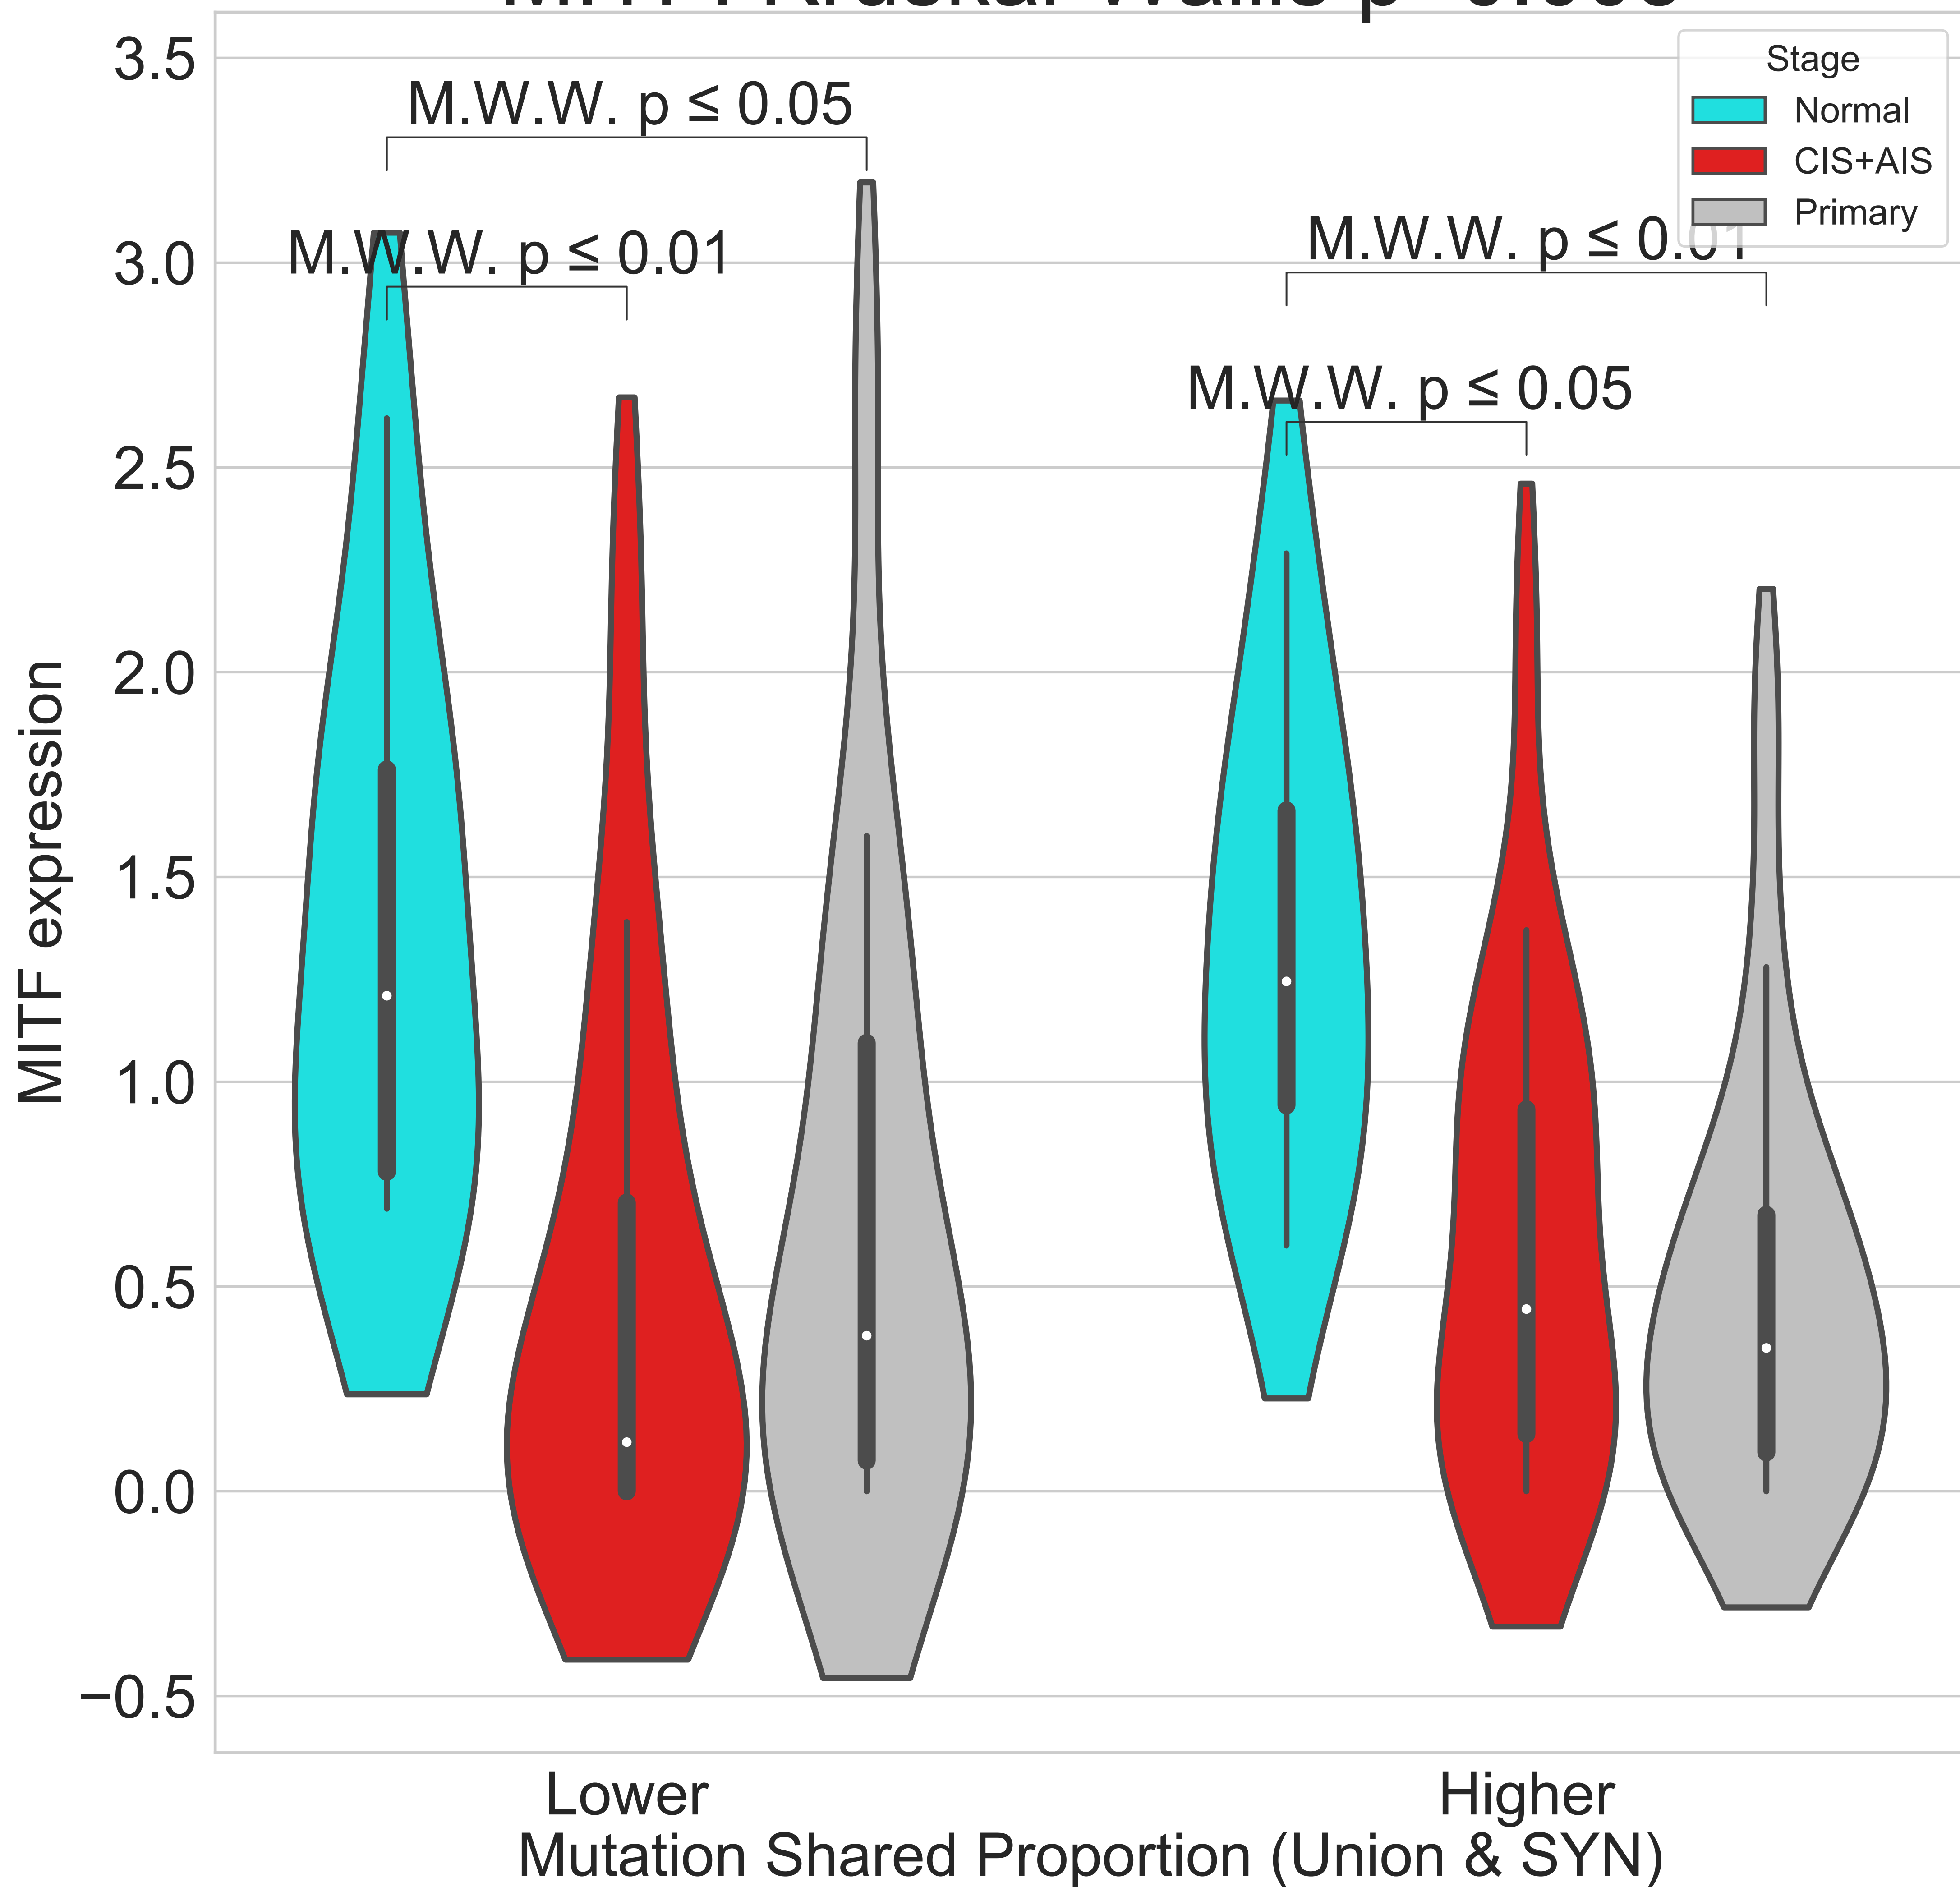 3.5
3.0
2.5
2.0
1.5
1.0
0.5
0.0
−0.5
MITF expression
M.W.W. p ≤ 0.05
M.W.W. p ≤ 0.01
M.W.W. p ≤ 0.01
M.W.W. p ≤ 0.05
Stage
Normal
CIS+AIS
Primary
Lower
Higher
Mutation Shared Proportion (Union & SYN)